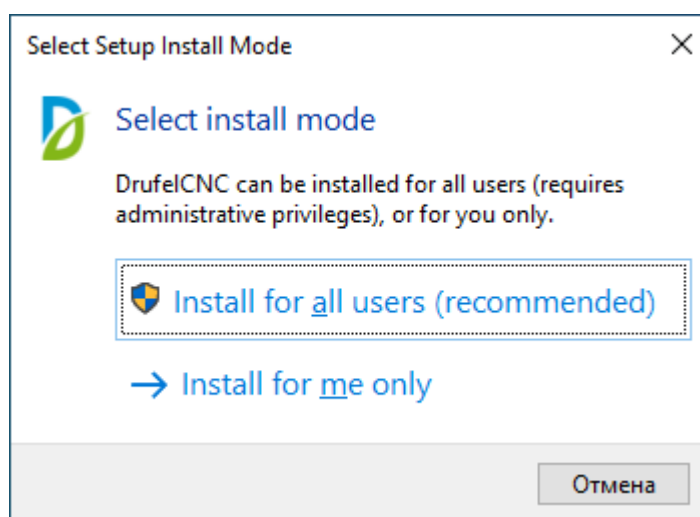 Select Setup Install Mode
Select install mode
DrufelCNC can be installed for all users (requires
administrative privileges), or for you only.
Install for all users (recommended)
Install for me only
Отмена